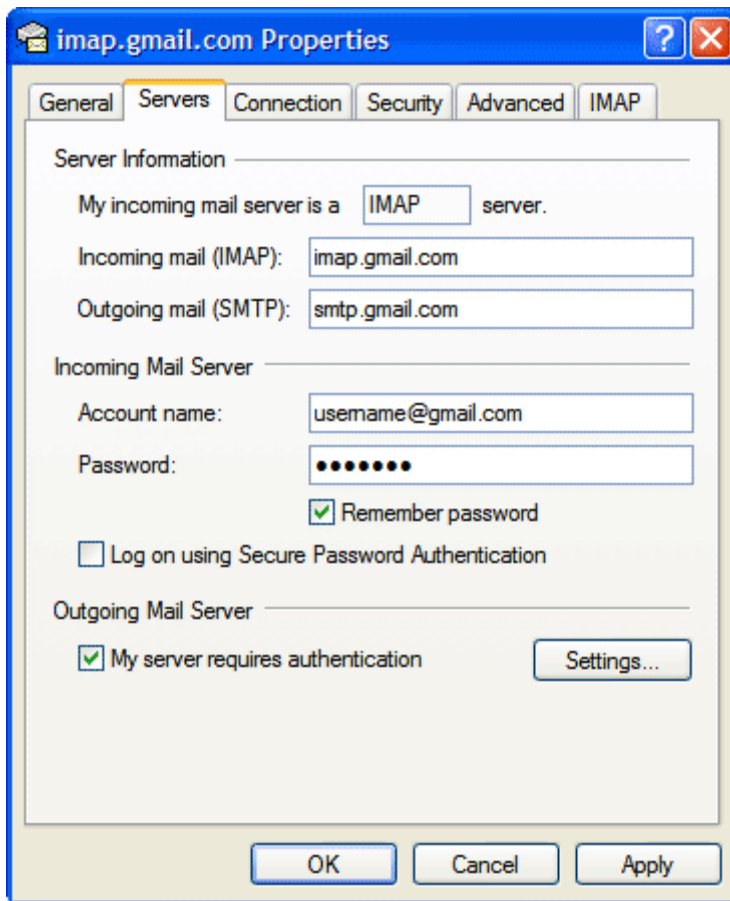 imap.gmail.com Properties
General Servers Connection Security Advanced IMAP
Server Information
My incoming mail server is a IMAP server.
Incoming mail (IMAP): imap.gmail.com
Outgoing mail (SMTP): smtp.gmail.com
Incoming Mail Server
Account name: username@gmail.com
Password: •••••••
Remember password
Log on using Secure Password Authentication
Outgoing Mail Server
My server requires authentication Settings...
OK Cancel Apply